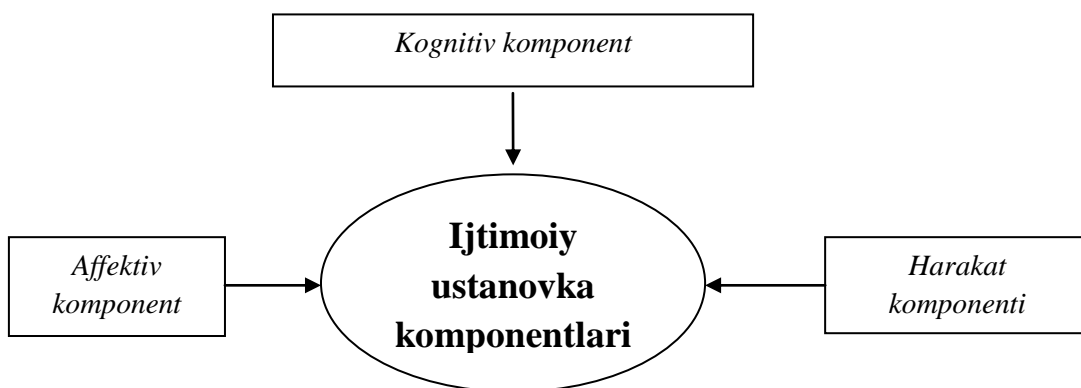 Kognitiv komponent
Affektiv
komponent
Ijtimoiy
ustanovka
komponentlari
Harakat
komponenti